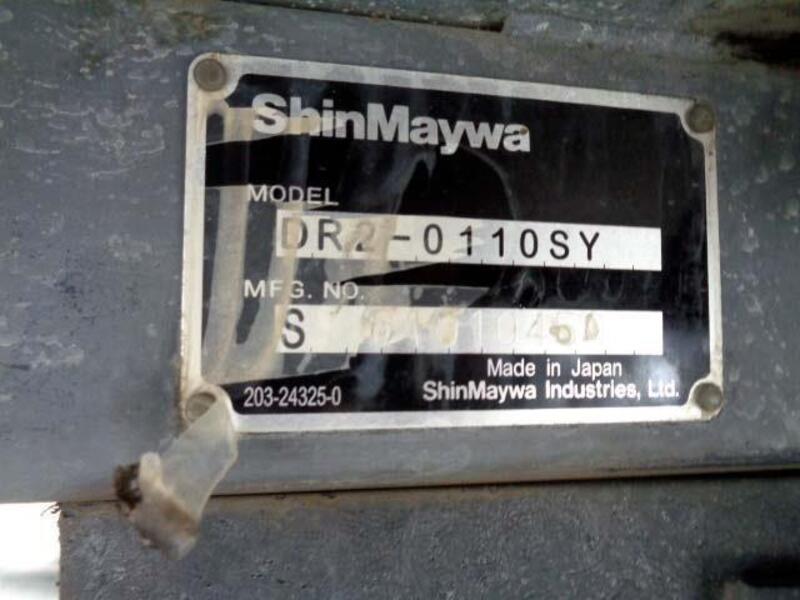 ShinMaywa
MODEL
DR2-0110SY
MFG. NO.
S
Made in Japan
203-24325-0
ShinMaywa Industries, Ltd.